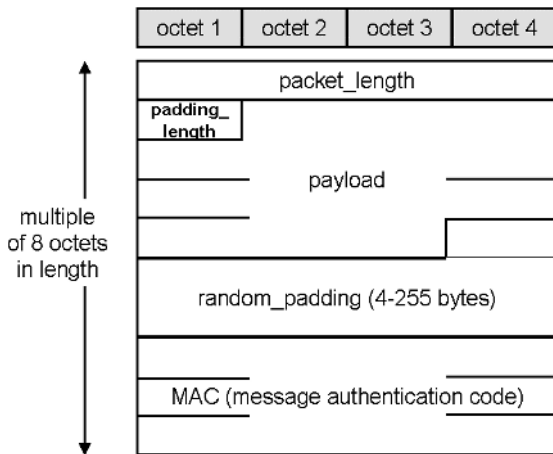 octet 1 octet 2 octet 3 octet 4
packet_length
padding_
length
payload
multiple
of 8 octets
in length
random_padding (4-255 bytes)
MAC (message authentication code)